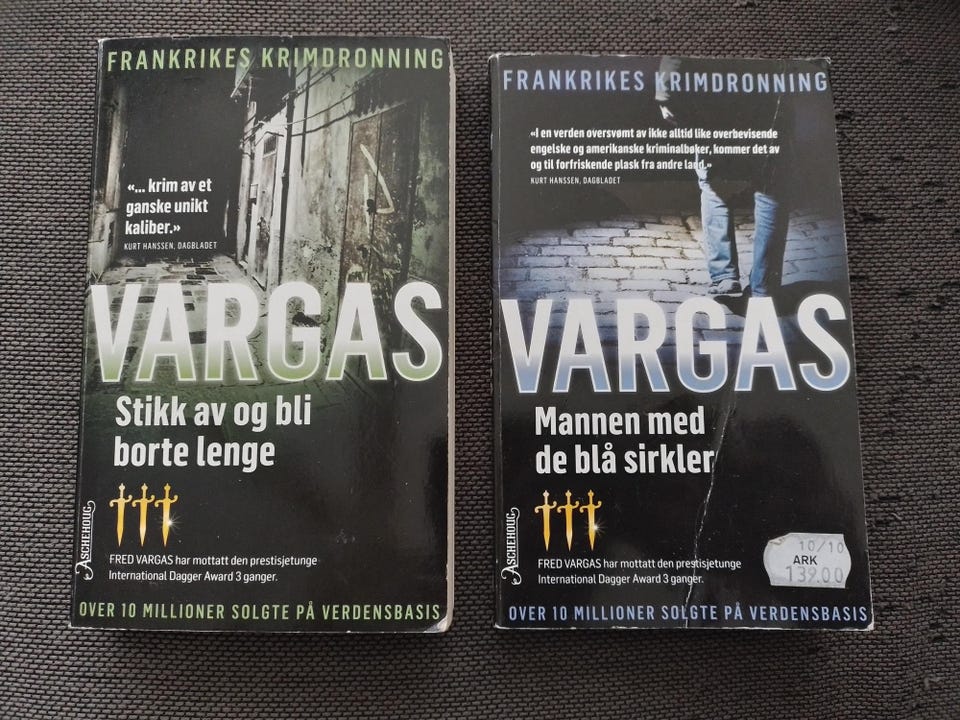 FRANKRIKES KRIMDRONNING
«... krim av et
ganske unikt
kaliber.»
KURT HANSSEN, DAGBLADET
VARGAS
Stikk av og bli
borte lenge
ASCHEHOUG
FRED VARGAS har mottatt den prestisjetunge
International Dagger Award 3 ganger.
OVER 10 MILLIONER SOLGTE PÅ VERDENSBASIS
FRANKRIKES KRIMDRONNING
«I en verden oversvømt av ikke alltid like overbevisende
engelske og amerikanske kriminalbøker, kommer det av
og til forfriskende plask fra andre land.»
KURT HANSSEN, DAGBLADET
VARGAS
Mannen med
de blå sirkler
ASCHEHOUG
FRED VARGAS har mottatt den prestisjetunge
International Dagger Award 3 ganger.
10/10
ARK
139.00
OVER 10 MILLIONER SOLGTE PÅ VERDENSBASIS